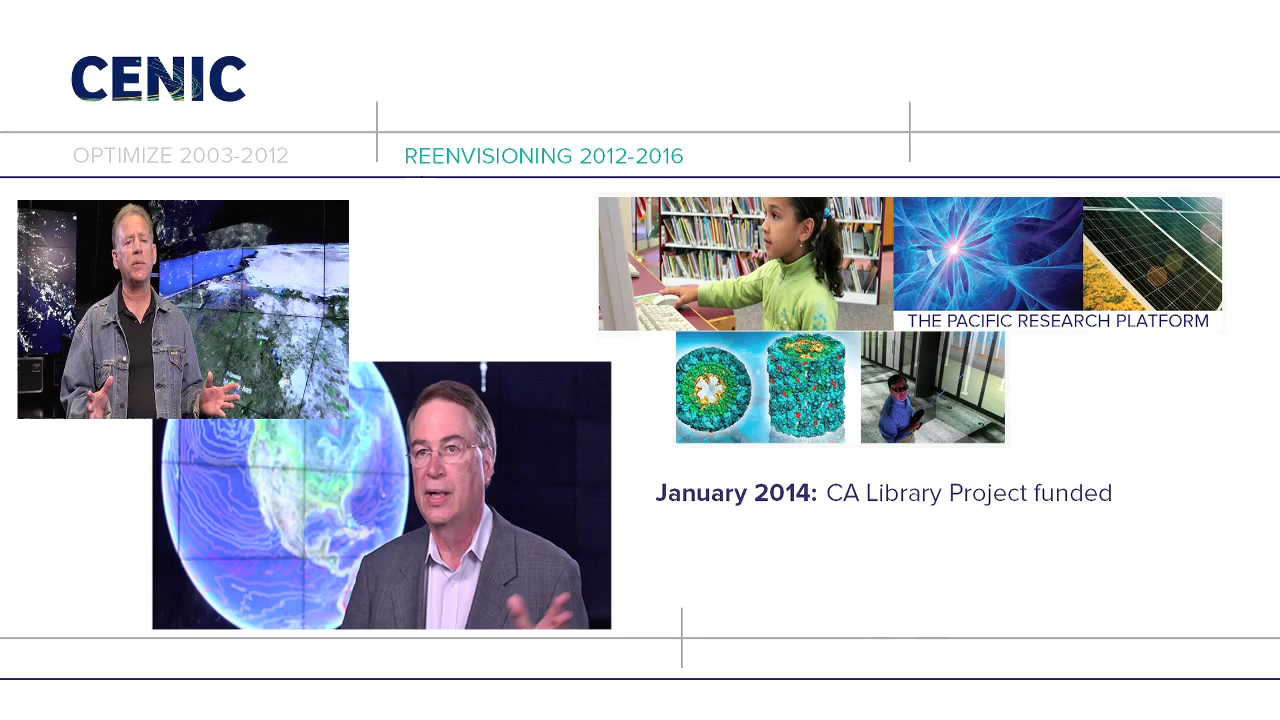 CENIC
OPTIMIZE 2003-2012
REENVISIONING 2012-2016
THE PACIFIC RESEARCH PLATFORM
January 2014: CA Library Project funded